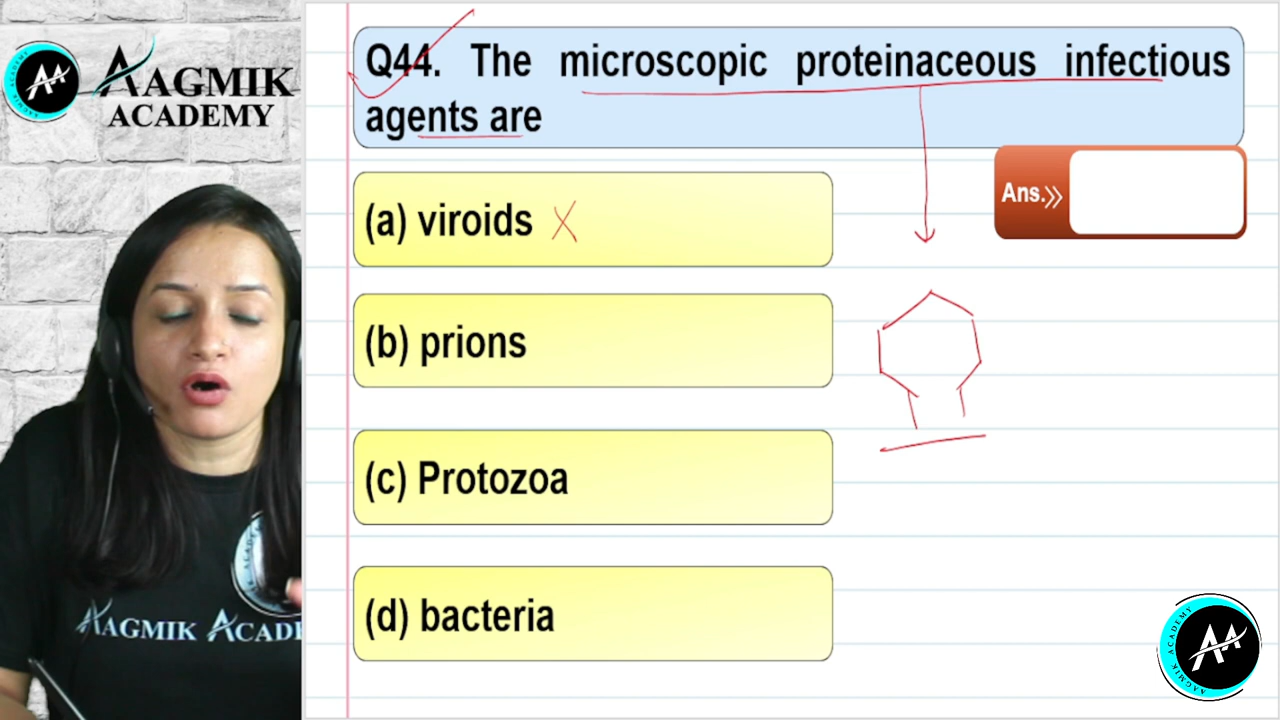 AAGMIK
ACADEMY
Q44. The microscopic proteinaceous infectious
agents are
Ans.
(a) viroids X
(b) prions
(c) Protozoa
(d) bacteria
AAGMIK ACADE